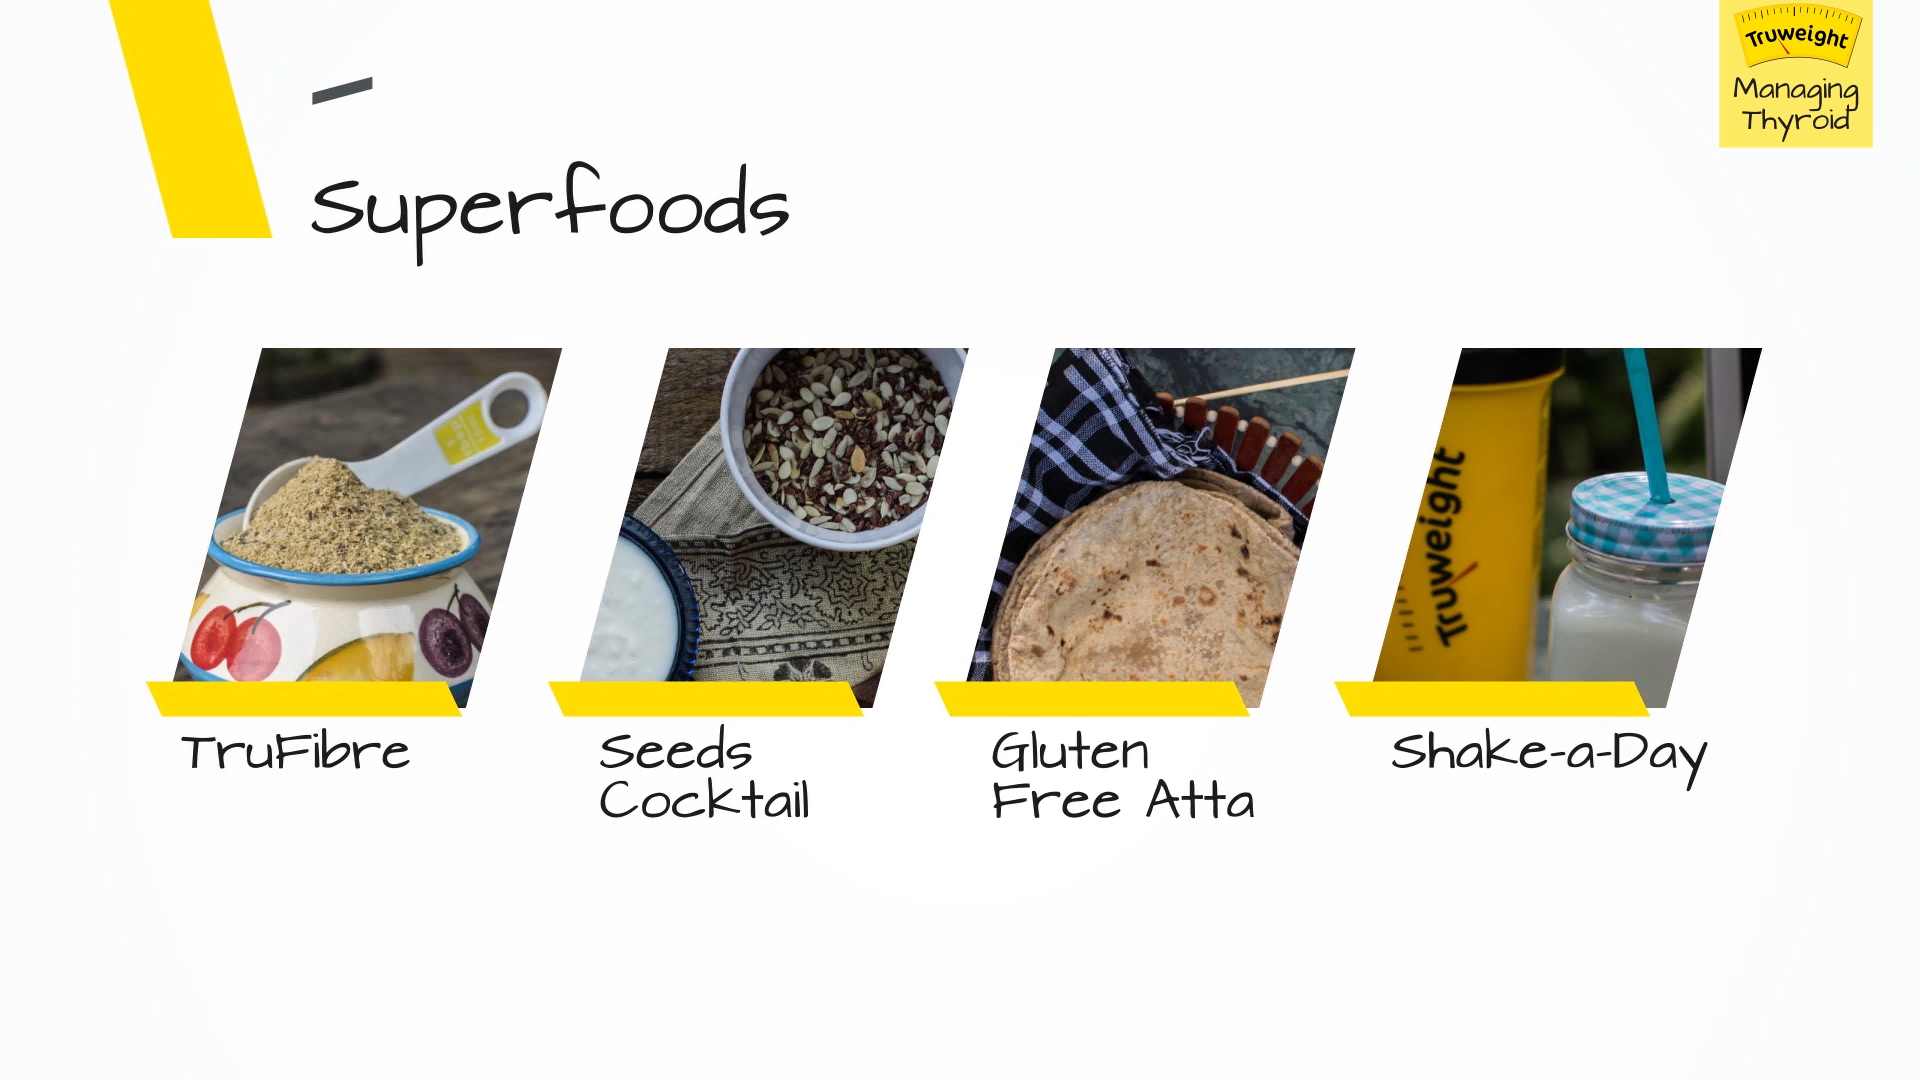 Truweight
Managing
Thyroid
Superfoods
Truweight
TruFibre
Seeds
Cocktail
Gluten
Free Atta
Shake-a-Day